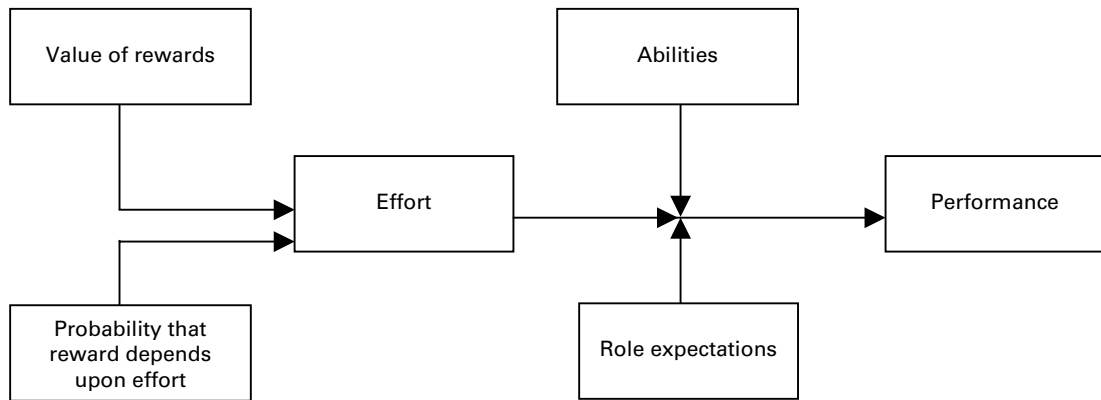 Value of rewards
Abilities
Effort
Performance
Probability that
reward depends
upon effort
Role expectations